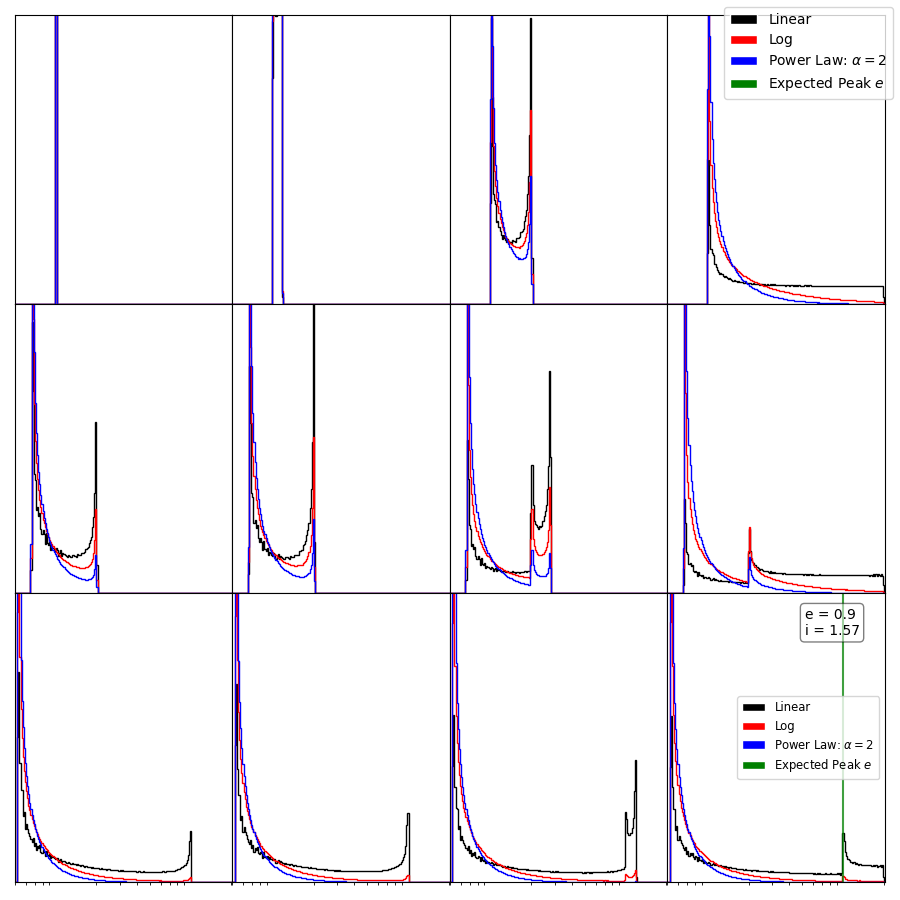 Linear
Log
Power Law: α = 2
Expected Peak e
e = 0.9
i = 1.57
Linear
Log
Power Law: α = 2
Expected Peak e